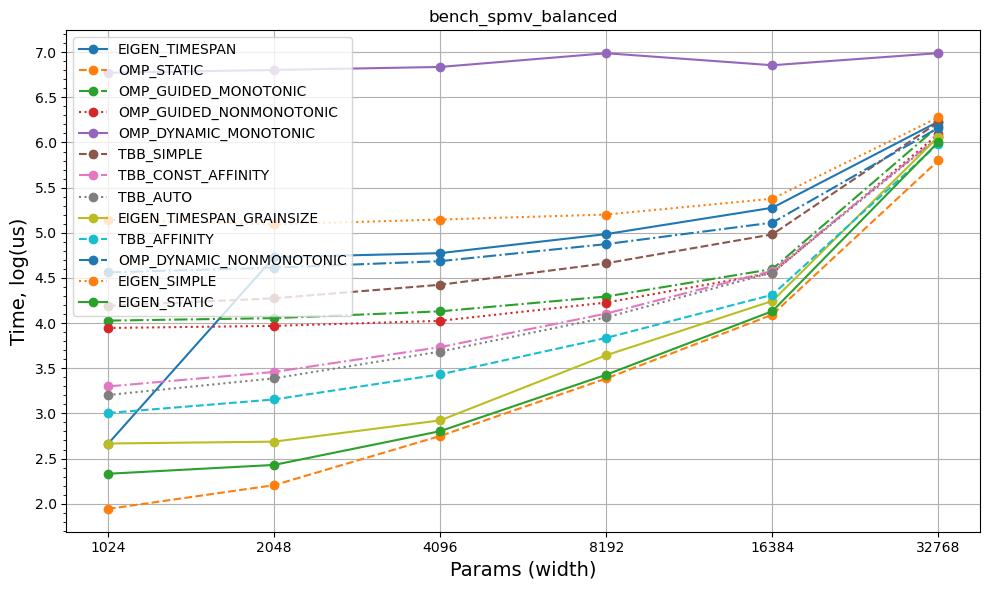 bench_spmv_balanced
EIGEN_TIMESPAN
OMP_STATIC
OMP_GUIDED_MONOTONIC
OMP_GUIDED_NONMONOTONIC
OMP_DYNAMIC_MONOTONIC
TBB_SIMPLE
TBB_CONST_AFFINITY
TBB_AUTO
EIGEN_TIMESPAN_GRAINSIZE
TBB_AFFINITY
OMP_DYNAMIC_NONMONOTONIC
EIGEN_SIMPLE
EIGEN_STATIC
Time, log(us)
7.0
6.5
6.0
5.5
5.0
4.5
4.0
3.5
3.0
2.5
2.0
1024 2048 4096 8192 16384 32768
Params (width)